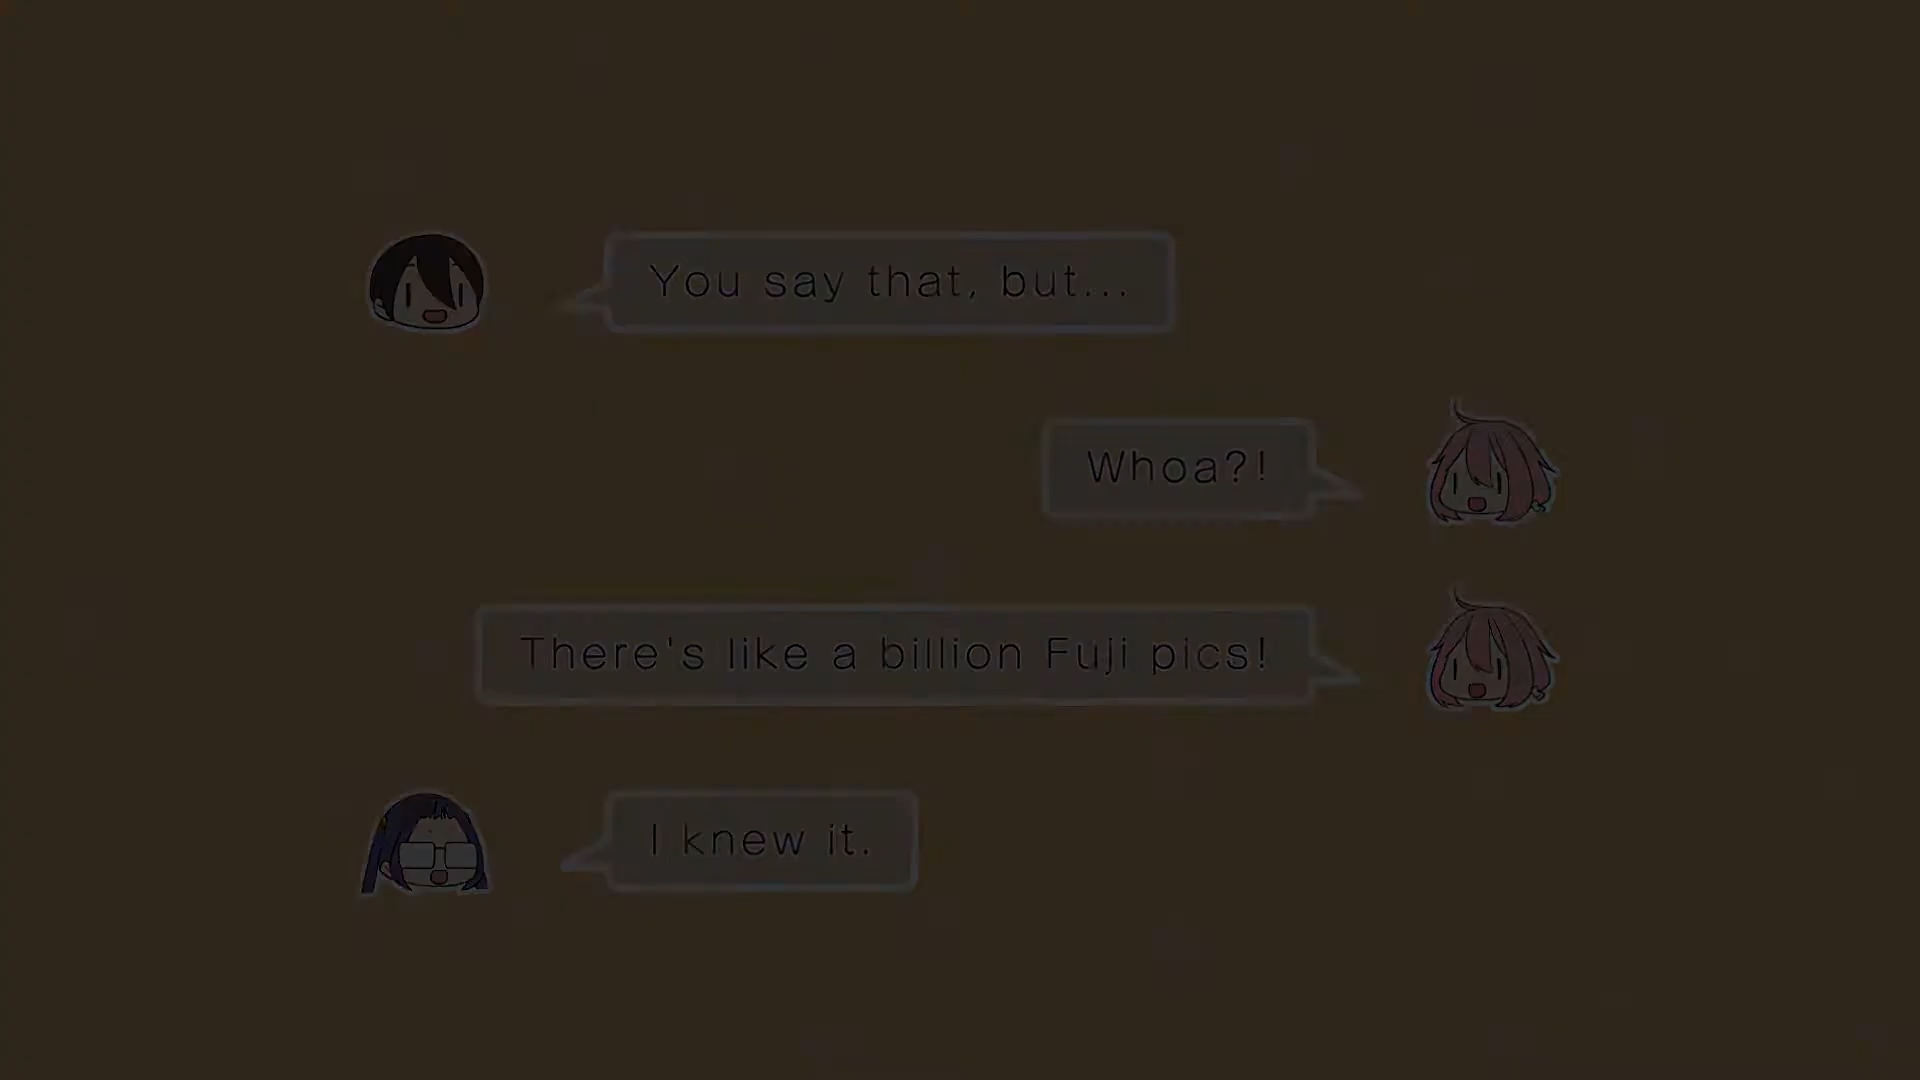 You say that, but...
Whoa?!
There's like a billion Fuji pics!
I knew it.